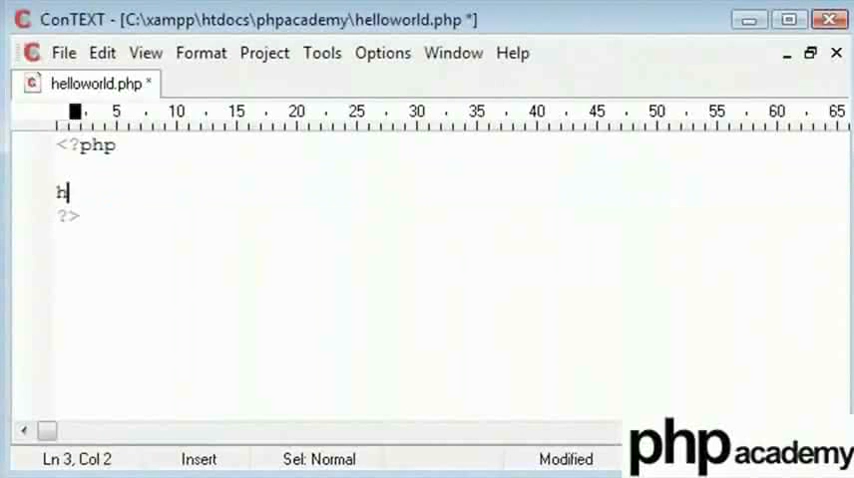 ConTEXT - [C:\xampp\htdocs\phpacademy\helloworld.php *]
File Edit View Format Project Tools Options Window Help
helloworld.php *
5 10 15 20 25 30 35 40 45 50 55 60 65
<?php
h
?>
Ln 3, Col 2 Insert Sel: Normal Modified
php academy